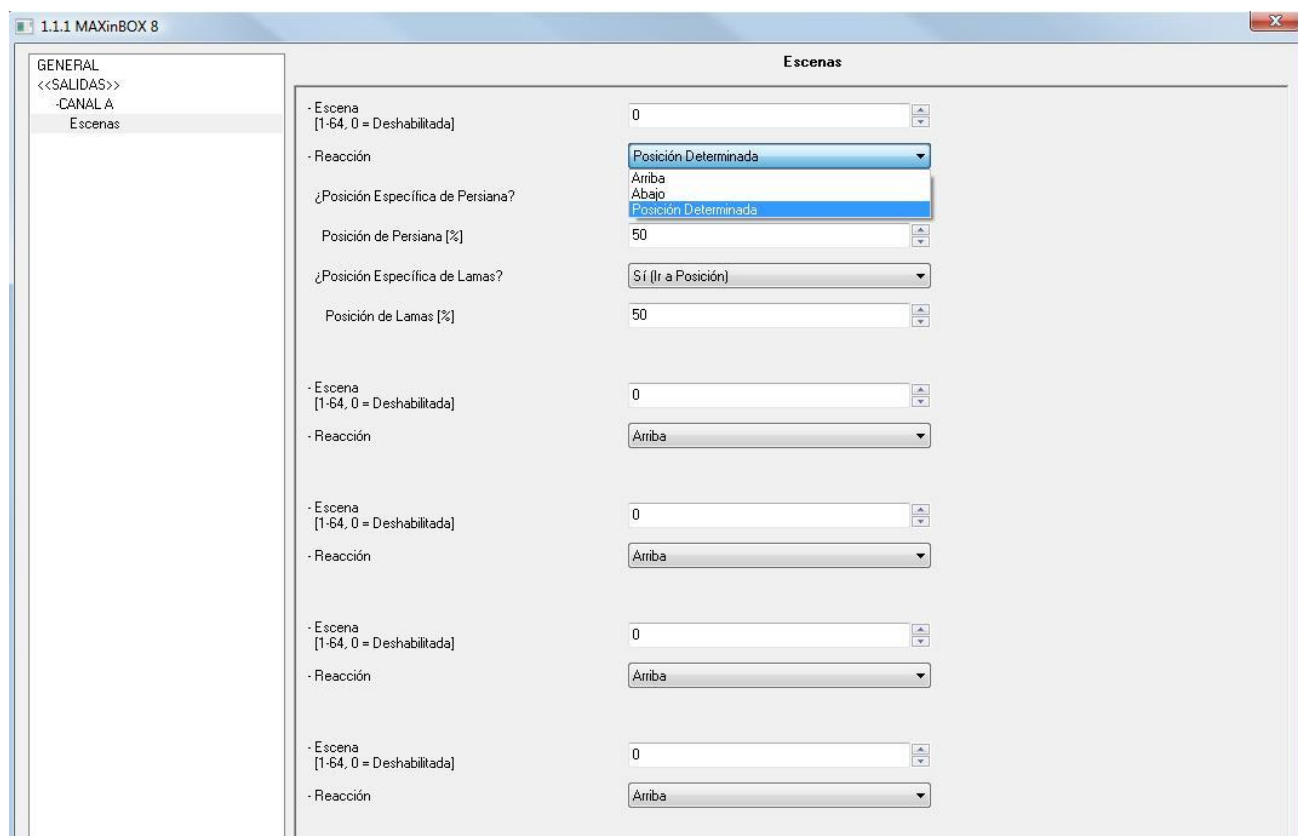 1.1.1 MAXinBOX 8
GENERAL
<<SALIDAS>>
-CANAL A
Escenas
Escenas
- Escena
[1-64, 0 = Deshabilitada]
0
- Reacción
Posición Determinada
Arriba
Abajo
Posición Determinada
¿Posición Específica de Persiana?
Posición de Persiana [%]
50
¿Posición Específica de Lamas?
Sí (Ir a Posición)
Posición de Lamas [%]
50
- Escena
[1-64, 0 = Deshabilitada]
0
- Reacción
Arriba
- Escena
[1-64, 0 = Deshabilitada]
0
- Reacción
Arriba
- Escena
[1-64, 0 = Deshabilitada]
0
- Reacción
Arriba
- Escena
[1-64, 0 = Deshabilitada]
0
- Reacción
Arriba